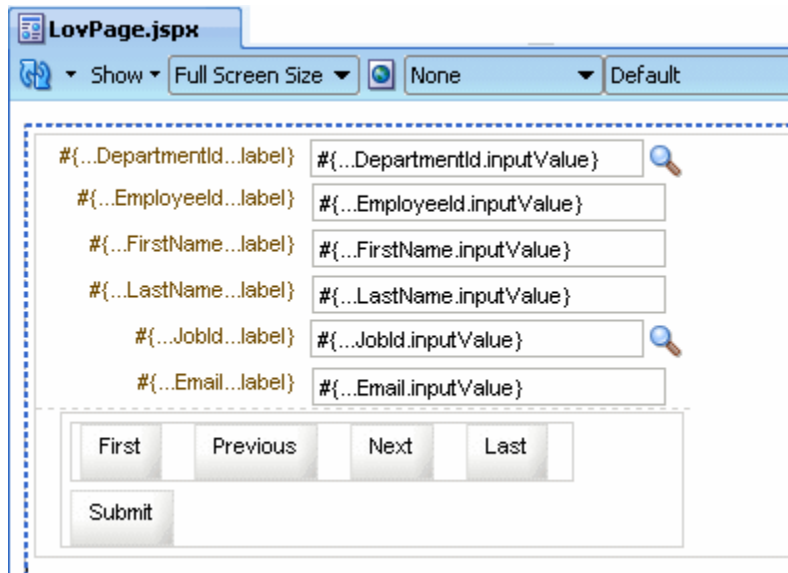 LovPage.jspx
Show Full Screen Size None Default
#{...DepartmentId...label} #{...DepartmentId.inputValue}
#{...EmployeeId...label} #{...EmployeeId.inputValue}
#{...FirstName...label} #{...FirstName.inputValue}
#{...LastName...label} #{...LastName.inputValue}
#{...JobId...label} #{...JobId.inputValue}
#{...Email...label} #{...Email.inputValue}
First Previous Next Last
Submit